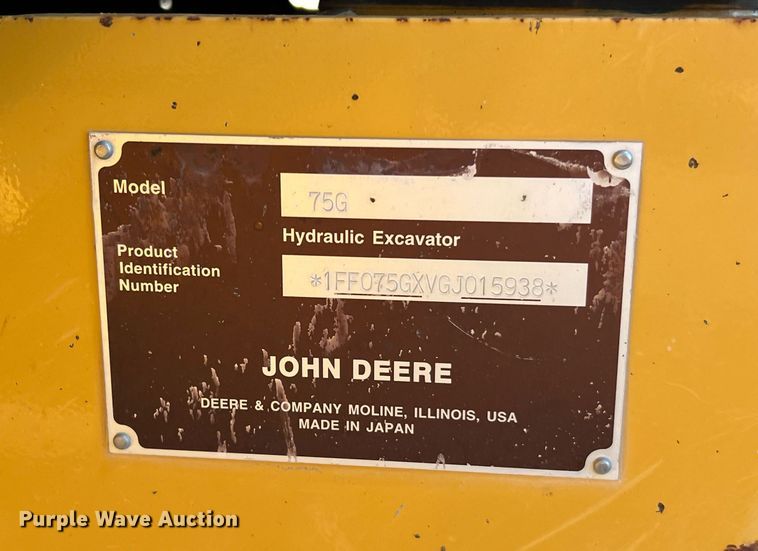 Model
75G
Hydraulic Excavator
Product
Identification
Number
*1FF075GXVGJ015938*
JOHN DEERE
DEERE & COMPANY MOLINE, ILLINOIS, USA
MADE IN JAPAN
Purple Wave Auction